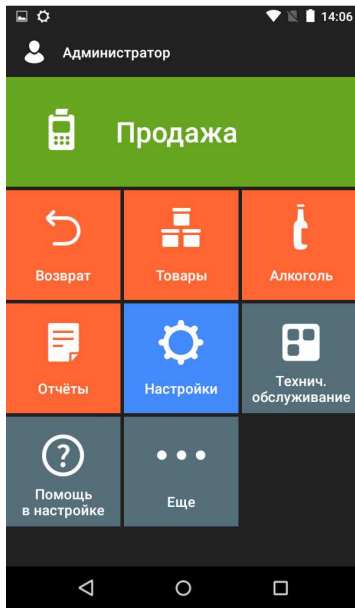 14:06
Администратор
Продажа
Возврат
Товары
Алкоголь
Отчёты
Настройки
Технич.
обслуживание
?
Помощь
в настройке
Еще